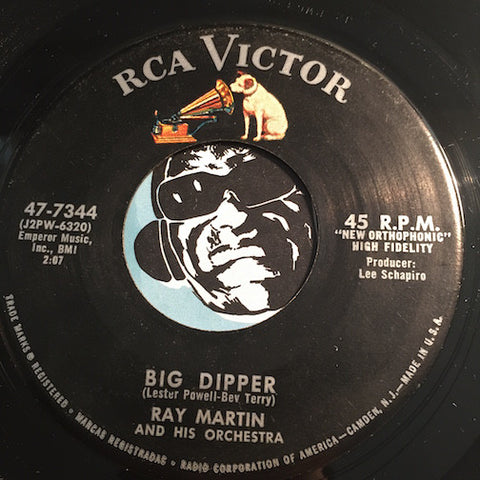 RCA VICTOR
47-7344
(J2PW-6320)
Emperer Music,
Inc., BMI
2:07
45 R.P.M.
"NEW ORTHOPHONIC"
HIGH FIDELITY
Producer:
Lee Schapiro
BIG DIPPER
(Lester Powell-Bev Terry)
RAY MARTIN
AND HIS ORCHESTRA
TRADE MARKS ® REGISTERED • MARCAS REGISTRADAS • RADIO CORPORATION OF AMERICA—CAMDEN, N.J.—MADE IN U.S.A.